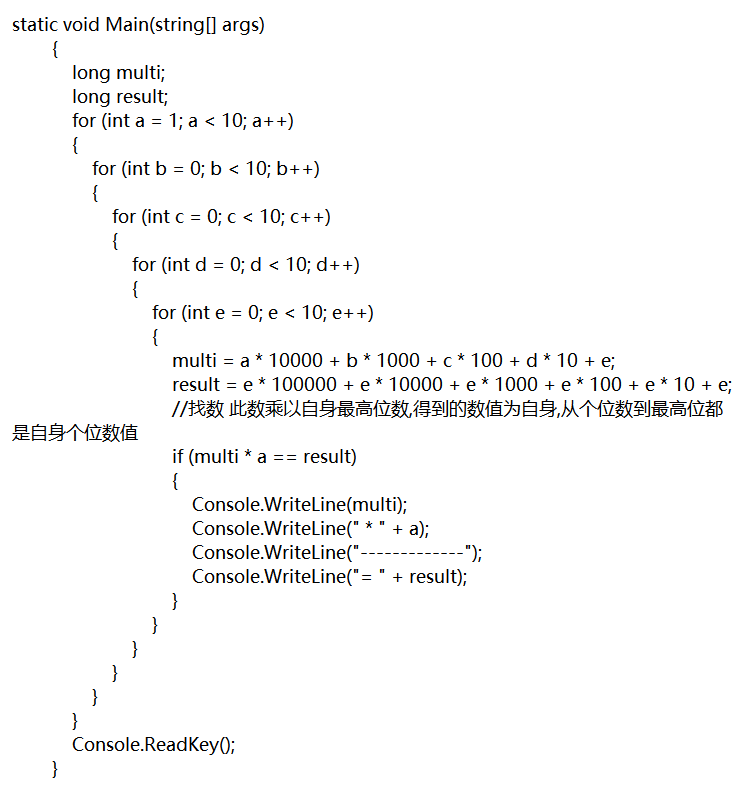 static void Main(string[] args)
{
long multi;
long result;
for (int a = 1; a < 10; a++)
{
for (int b = 0; b < 10; b++)
{
for (int c = 0; c < 10; c++)
{
for (int d = 0; d < 10; d++)
{
for (int e = 0; e < 10; e++)
{
multi = a * 10000 + b * 1000 + c * 100 + d * 10 + e;
result = e * 100000 + e * 10000 + e * 1000 + e * 100 + e * 10 + e;
//找数 此数乘以自身最高位数,得到的数值为自身,从个位数到最高位都
是自身个位数值
if (multi * a == result)
{
Console.WriteLine(multi);
Console.WriteLine(" * " + a);
Console.WriteLine("-------------");
Console.WriteLine("= " + result);
}
}
}
}
}
}
Console.ReadKey();
}